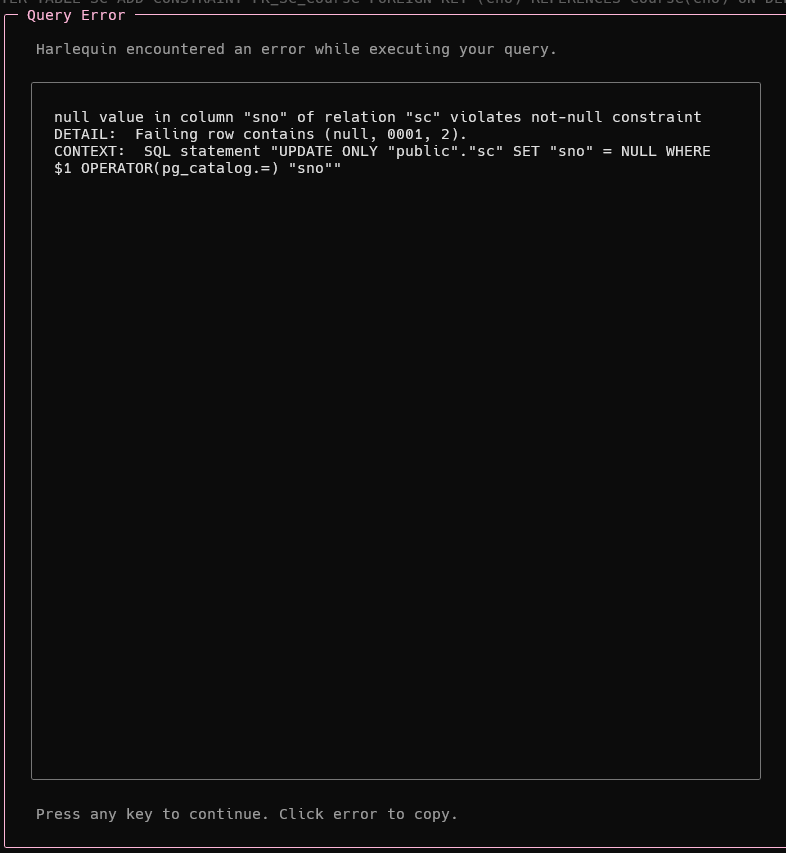 TER TABLE SC ADD CONSTRAINT FK_SC_Course FOREIGN KEY (Cno) REFERENCES Course(Cno) ON DEL
Query Error
Harlequin encountered an error while executing your query.
null value in column "sno" of relation "sc" violates not-null constraint
DETAIL:  Failing row contains (null, 0001, 2).
CONTEXT:  SQL statement "UPDATE ONLY "public"."sc" SET "sno" = NULL WHERE
$1 OPERATOR(pg_catalog.=) "sno""
Press any key to continue. Click error to copy.